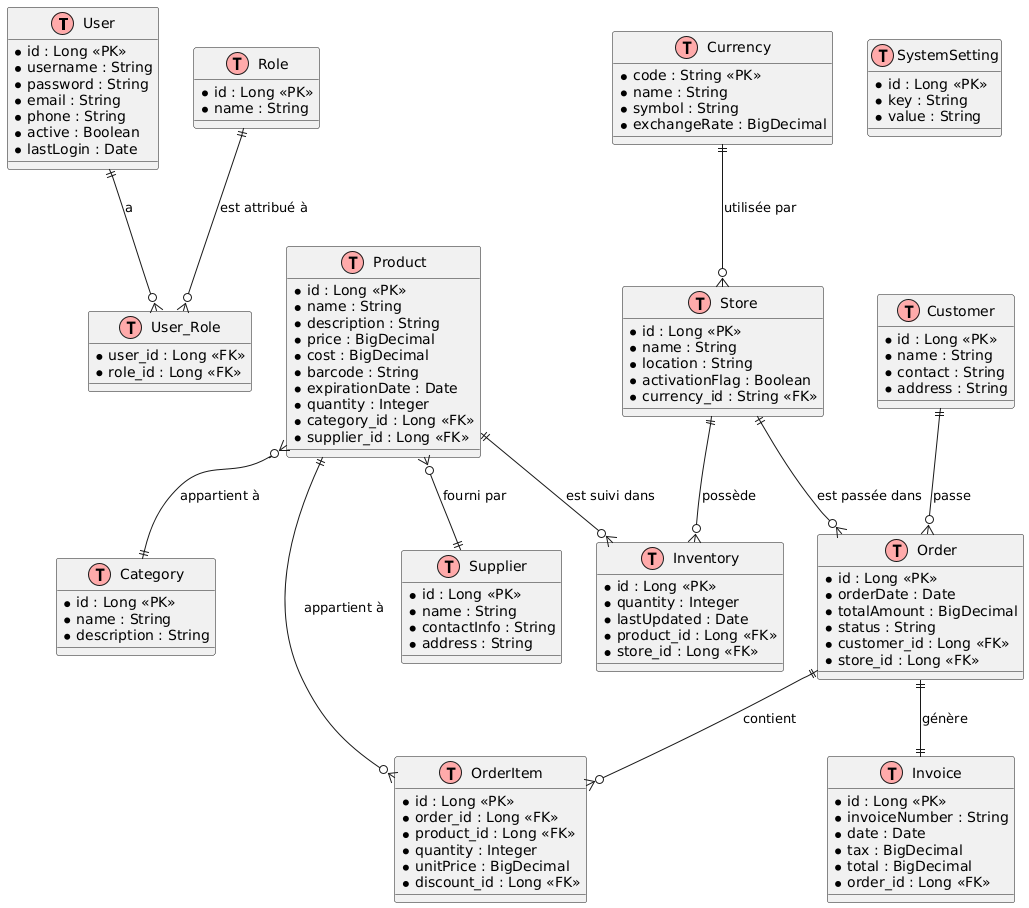 T User
id : Long «PK»
username : String
password : String
email : String
phone : String
active : Boolean
lastLogin : Date
T Role
id : Long «PK»
name : String
T Currency
code : String «PK»
name : String
symbol : String
exchangeRate : BigDecimal
T SystemSetting
id : Long «PK»
key : String
value : String
a
est attribué à
utilisée par
T User_Role
user_id : Long «FK»
role_id : Long «FK»
T Product
id : Long «PK»
name : String
description : String
price : BigDecimal
cost : BigDecimal
barcode : String
expirationDate : Date
quantity : Integer
category_id : Long «FK»
supplier_id : Long «FK»
T Store
id : Long «PK»
name : String
location : String
activationFlag : Boolean
currency_id : String «FK»
T Customer
id : Long «PK»
name : String
contact : String
address : String
appartient à
fourni par
est suivi dans
possède
est passée dans
passe
T Category
id : Long «PK»
name : String
description : String
appartient à
T Supplier
id : Long «PK»
name : String
contactInfo : String
address : String
T Inventory
id : Long «PK»
quantity : Integer
lastUpdated : Date
product_id : Long «FK»
store_id : Long «FK»
T Order
id : Long «PK»
orderDate : Date
totalAmount : BigDecimal
status : String
customer_id : Long «FK»
store_id : Long «FK»
contient
génère
T OrderItem
id : Long «PK»
order_id : Long «FK»
product_id : Long «FK»
quantity : Integer
unitPrice : BigDecimal
discount_id : Long «FK»
T Invoice
id : Long «PK»
invoiceNumber : String
date : Date
tax : BigDecimal
total : BigDecimal
order_id : Long «FK»